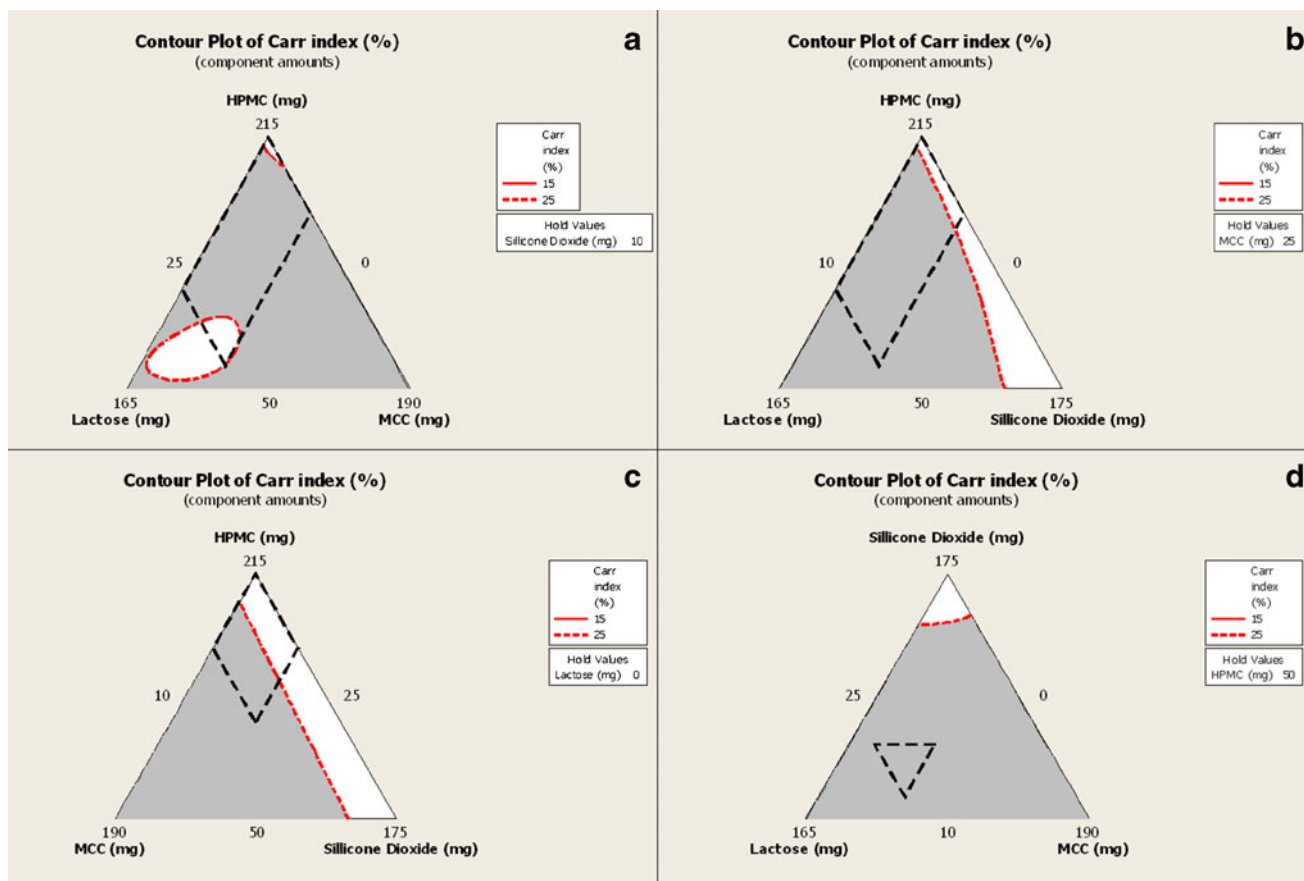 a
Contour Plot of Carr index (%)
(component amounts)
HPMC (mg)
215
Carr
index
(%)
15
25
Hold Values
Sillicone Dioxide (mg) 10
25
0
165
50
190
Lactose (mg)
MCC (mg)
b
Contour Plot of Carr index (%)
(component amounts)
HPMC (mg)
215
Carr
index
(%)
15
25
Hold Values
MCC (mg) 25
10
0
165
50
175
Lactose (mg)
Sillicone Dioxide (mg)
c
Contour Plot of Carr index (%)
(component amounts)
HPMC (mg)
215
Carr
index
(%)
15
25
Hold Values
Lactose (mg) 0
10
25
190
50
175
MCC (mg)
Sillicone Dioxide (mg)
d
Contour Plot of Carr index (%)
(component amounts)
Sillicone Dioxide (mg)
175
Carr
index
(%)
15
25
Hold Values
HPMC (mg) 50
25
0
165
10
190
Lactose (mg)
MCC (mg)